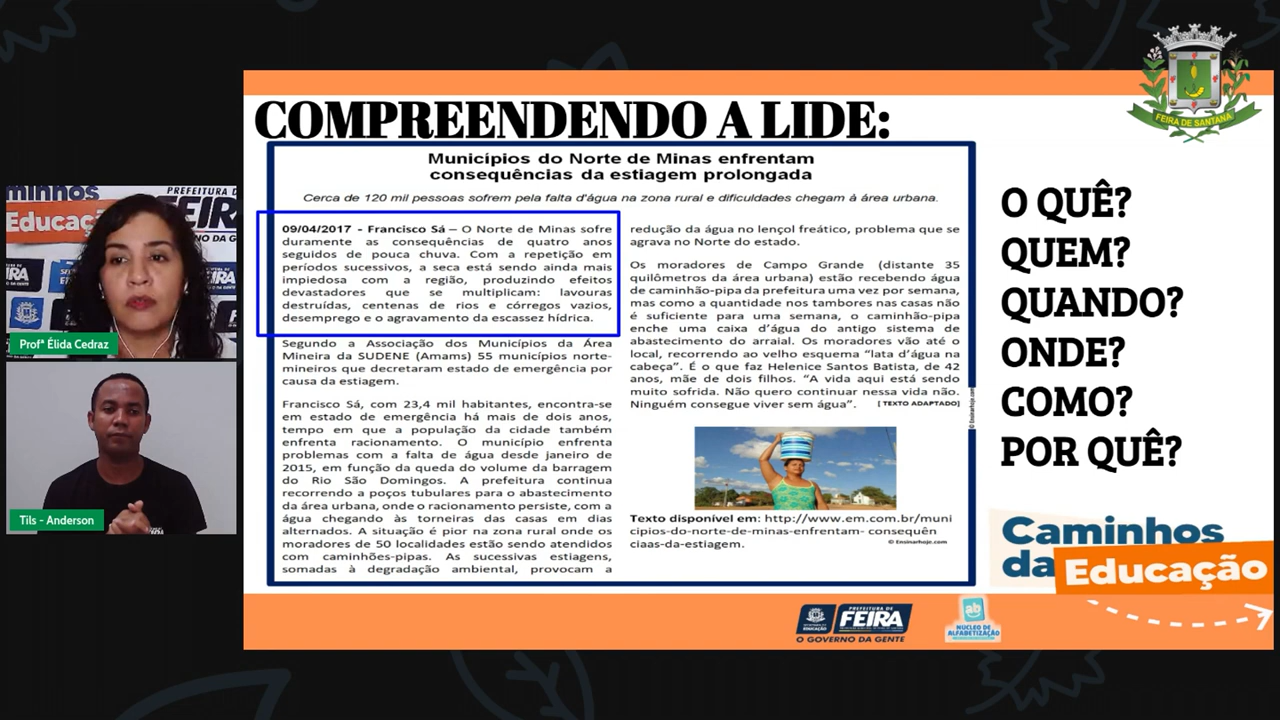 COMPREENDENDO A LIDE:
Municípios do Norte de Minas enfrentam
consequências da estiagem prolongada
Cerca de 120 mil pessoas sofrem pela falta d'água na zona rural e dificuldades chegam à área urbana.
09/04/2017 - Francisco Sá – O Norte de Minas sofre
duramente as consequências de quatro anos
seguidos de pouca chuva. Com a repetição em
períodos sucessivos, a seca está sendo ainda mais
impiedosa com a região, produzindo efeitos
devastadores que se multiplicam: lavouras
destruídas, centenas de rios e córregos vazios,
desemprego e o agravamento da escassez hídrica.
Segundo a Associação dos Municípios da Área
Mineira da SUDENE (Amams) 55 municípios norte-
mineiros que decretaram estado de emergência por
causa da estiagem.
Francisco Sá, com 23,4 mil habitantes, encontra-se
em estado de emergência há mais de dois anos,
tempo em que a população da cidade também
enfrenta racionamento. O município enfrenta
problemas com a falta de água desde janeiro de
2015, em função da queda do volume da barragem
do Rio São Domingos. A prefeitura continua
recorrendo a poços tubulares para o abastecimento
da área urbana, onde o racionamento persiste, com a
água chegando às torneiras das casas em dias
alternados. A situação é pior na zona rural onde os
moradores de 50 localidades estão sendo atendidos
com caminhões-pipas. As sucessivas estiagens,
somadas à degradação ambiental, provocam a
redução da água no lençol freático, problema que se
agrava no Norte do estado.
Os moradores de Campo Grande (distante 35
quilômetros da área urbana) estão recebendo água
de caminhão-pipa da prefeitura uma vez por semana,
mas como a quantidade nos tambores nas casas não
é suficiente para uma semana, o caminhão-pipa
enche uma caixa d'água do antigo sistema de
abastecimento do arraial. Os moradores vão até o
local, recorrendo ao velho esquema “lata d'água na
cabeça”. É o que faz Helenice Santos Batista, de 42
anos, mãe de dois filhos. “A vida aqui está sendo
muito sofrida. Não quero continuar nessa vida não.
Ninguém consegue viver sem água”. [TEXTO ADAPTADO]
© Ensinarhoje.com
Texto disponível em: http://www.em.com.br/muni
cipios-do-norte-de-minas-enfrentam- consequên
ciaas-da-estiagem. © Ensinarhoje.com
O QUÊ?
QUEM?
QUANDO?
ONDE?
COMO?
POR QUÊ?
FEIRA DE SANTANA
Caminhos
da Educação
PREFEITURA DE
FEIRA
EDUCAÇÃO
O GOVERNO DA GENTE
ab
NÚCLEO DE
ALFABETIZAÇÃO
minhos
Educaç
PREFEITURA D
FEIR
Profª Élida Cedraz
Tils - Anderson